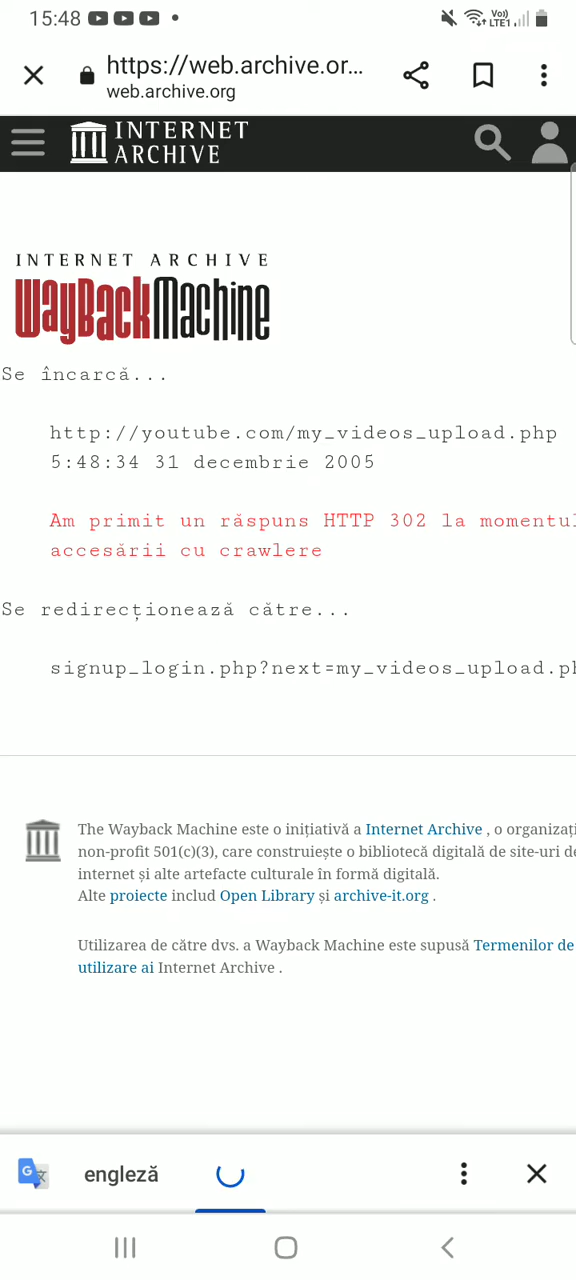 15:48
Vo)) LTE1
https://web.archive.or...
web.archive.org
INTERNET ARCHIVE
INTERNET ARCHIVE
WayBackMachine
Se încarcă...
http://youtube.com/my_videos_upload.php
5:48:34 31 decembrie 2005
Am primit un răspuns HTTP 302 la momentul
accesării cu crawlere
Se redirecționează către...
signup_login.php?next=my_videos_upload.ph
The Wayback Machine este o inițiativă a Internet Archive , o organizați
non-profit 501(c)(3), care construiește o bibliotecă digitală de site-uri de
internet și alte artefacte culturale în formă digitală.
Alte proiecte includ Open Library și archive-it.org .
Utilizarea de către dvs. a Wayback Machine este supusă Termenilor de
utilizare ai Internet Archive .
G
engleză